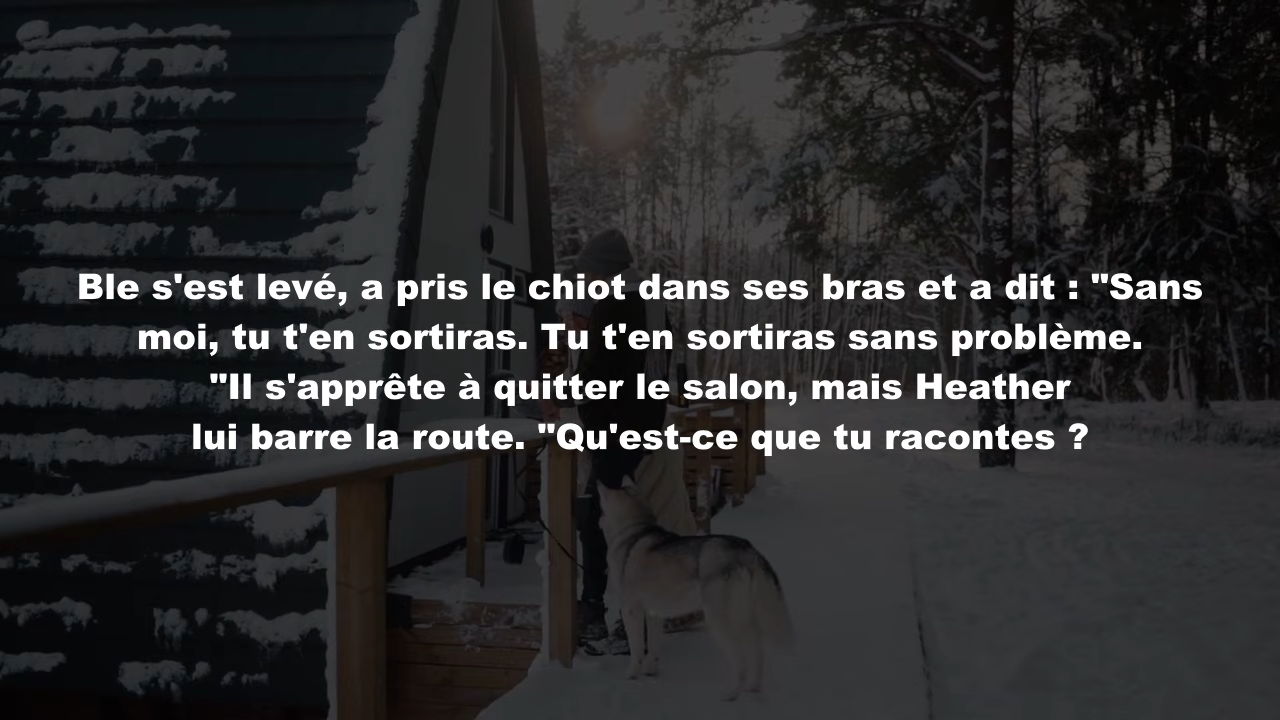 Ble s'est levé, a pris le chiot dans ses bras et a dit : "Sans
moi, tu t'en sortiras. Tu t'en sortiras sans problème.
"Il s'apprête à quitter le salon, mais Heather
lui barre la route. "Qu'est-ce que tu racontes ?